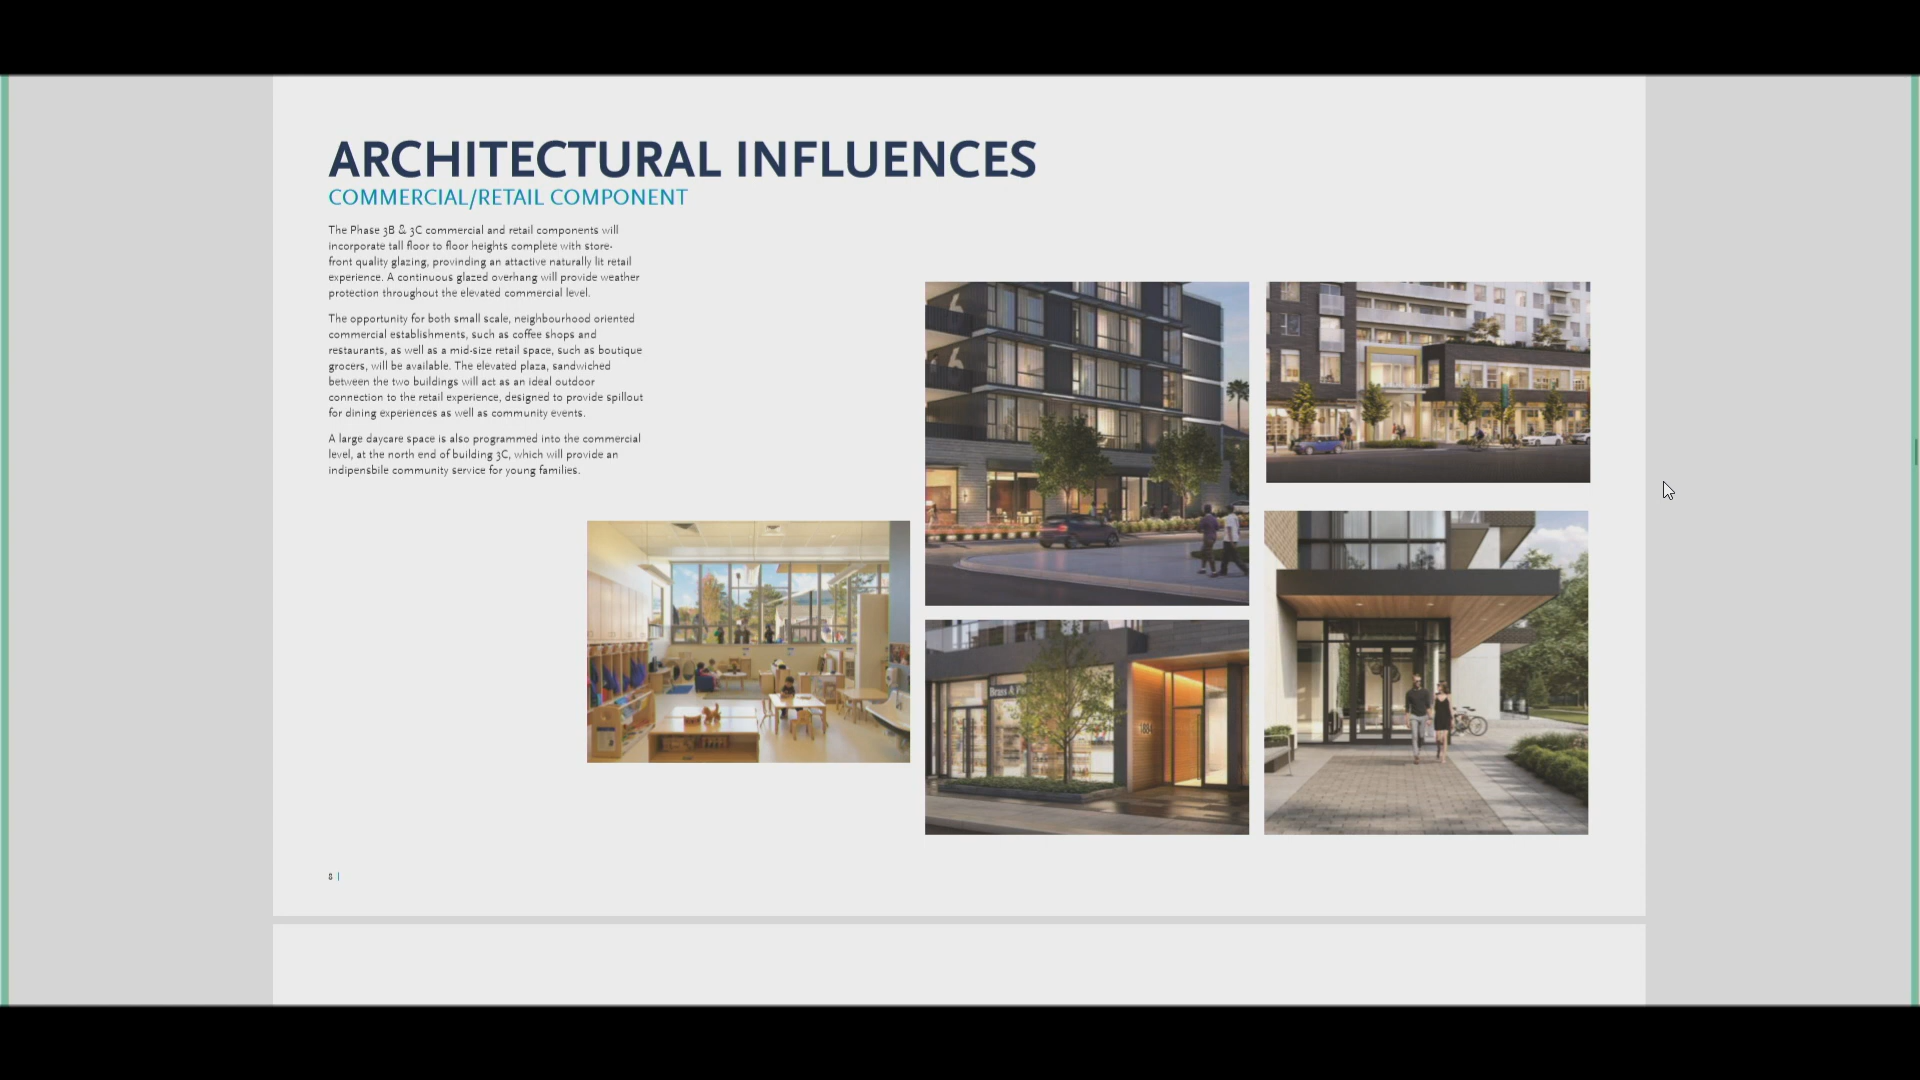 ARCHITECTURAL INFLUENCES
COMMERCIAL/RETAIL COMPONENT
The Phase 3B & 3C commercial and retail components will
incorporate tall floor to floor heights complete with store-
front quality glazing, provinding an attactive naturally lit retail
experience. A continuous glazed overhang will provide weather
protection throughout the elevated commercial level.
The opportunity for both small scale, neighbourhood oriented
commercial establishments, such as coffee shops and
restaurants, as well as a mid-size retail space, such as boutique
grocers, will be available. The elevated plaza, sandwiched
between the two buildings will act as an ideal outdoor
connection to the retail experience, designed to provide spillout
for dining experiences as well as community events.
A large daycare space is also programmed into the commercial
level, at the north end of building 3C, which will provide an
indipensbile community service for young families.
Brass &
8 |